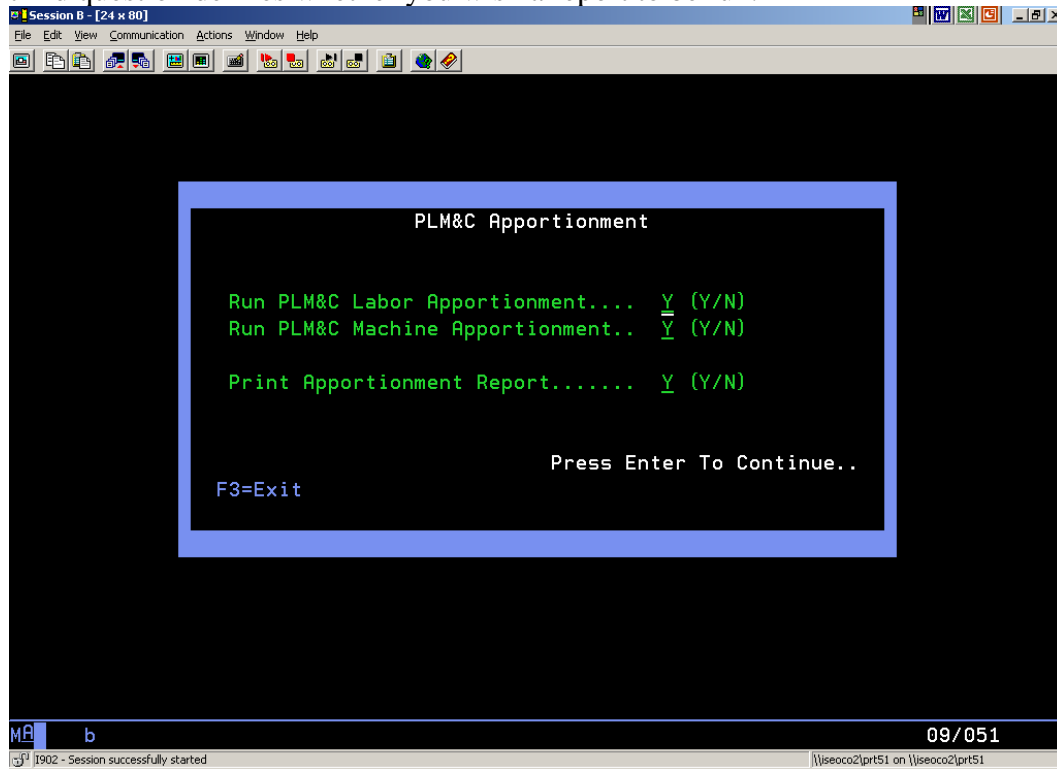 Session B - [24 x 80]
File Edit View Communication Actions Window Help
PLM&C Apportionment
Run PLM&C Labor Apportionment.... Y (Y/N)
Run PLM&C Machine Apportionment.. Y (Y/N)
Print Apportionment Report....... Y (Y/N)
Press Enter To Continue..
F3=Exit
MA b 09/051
I902 - Session successfully started \\iseoco2\prt51 on \\iseoco2\prt51